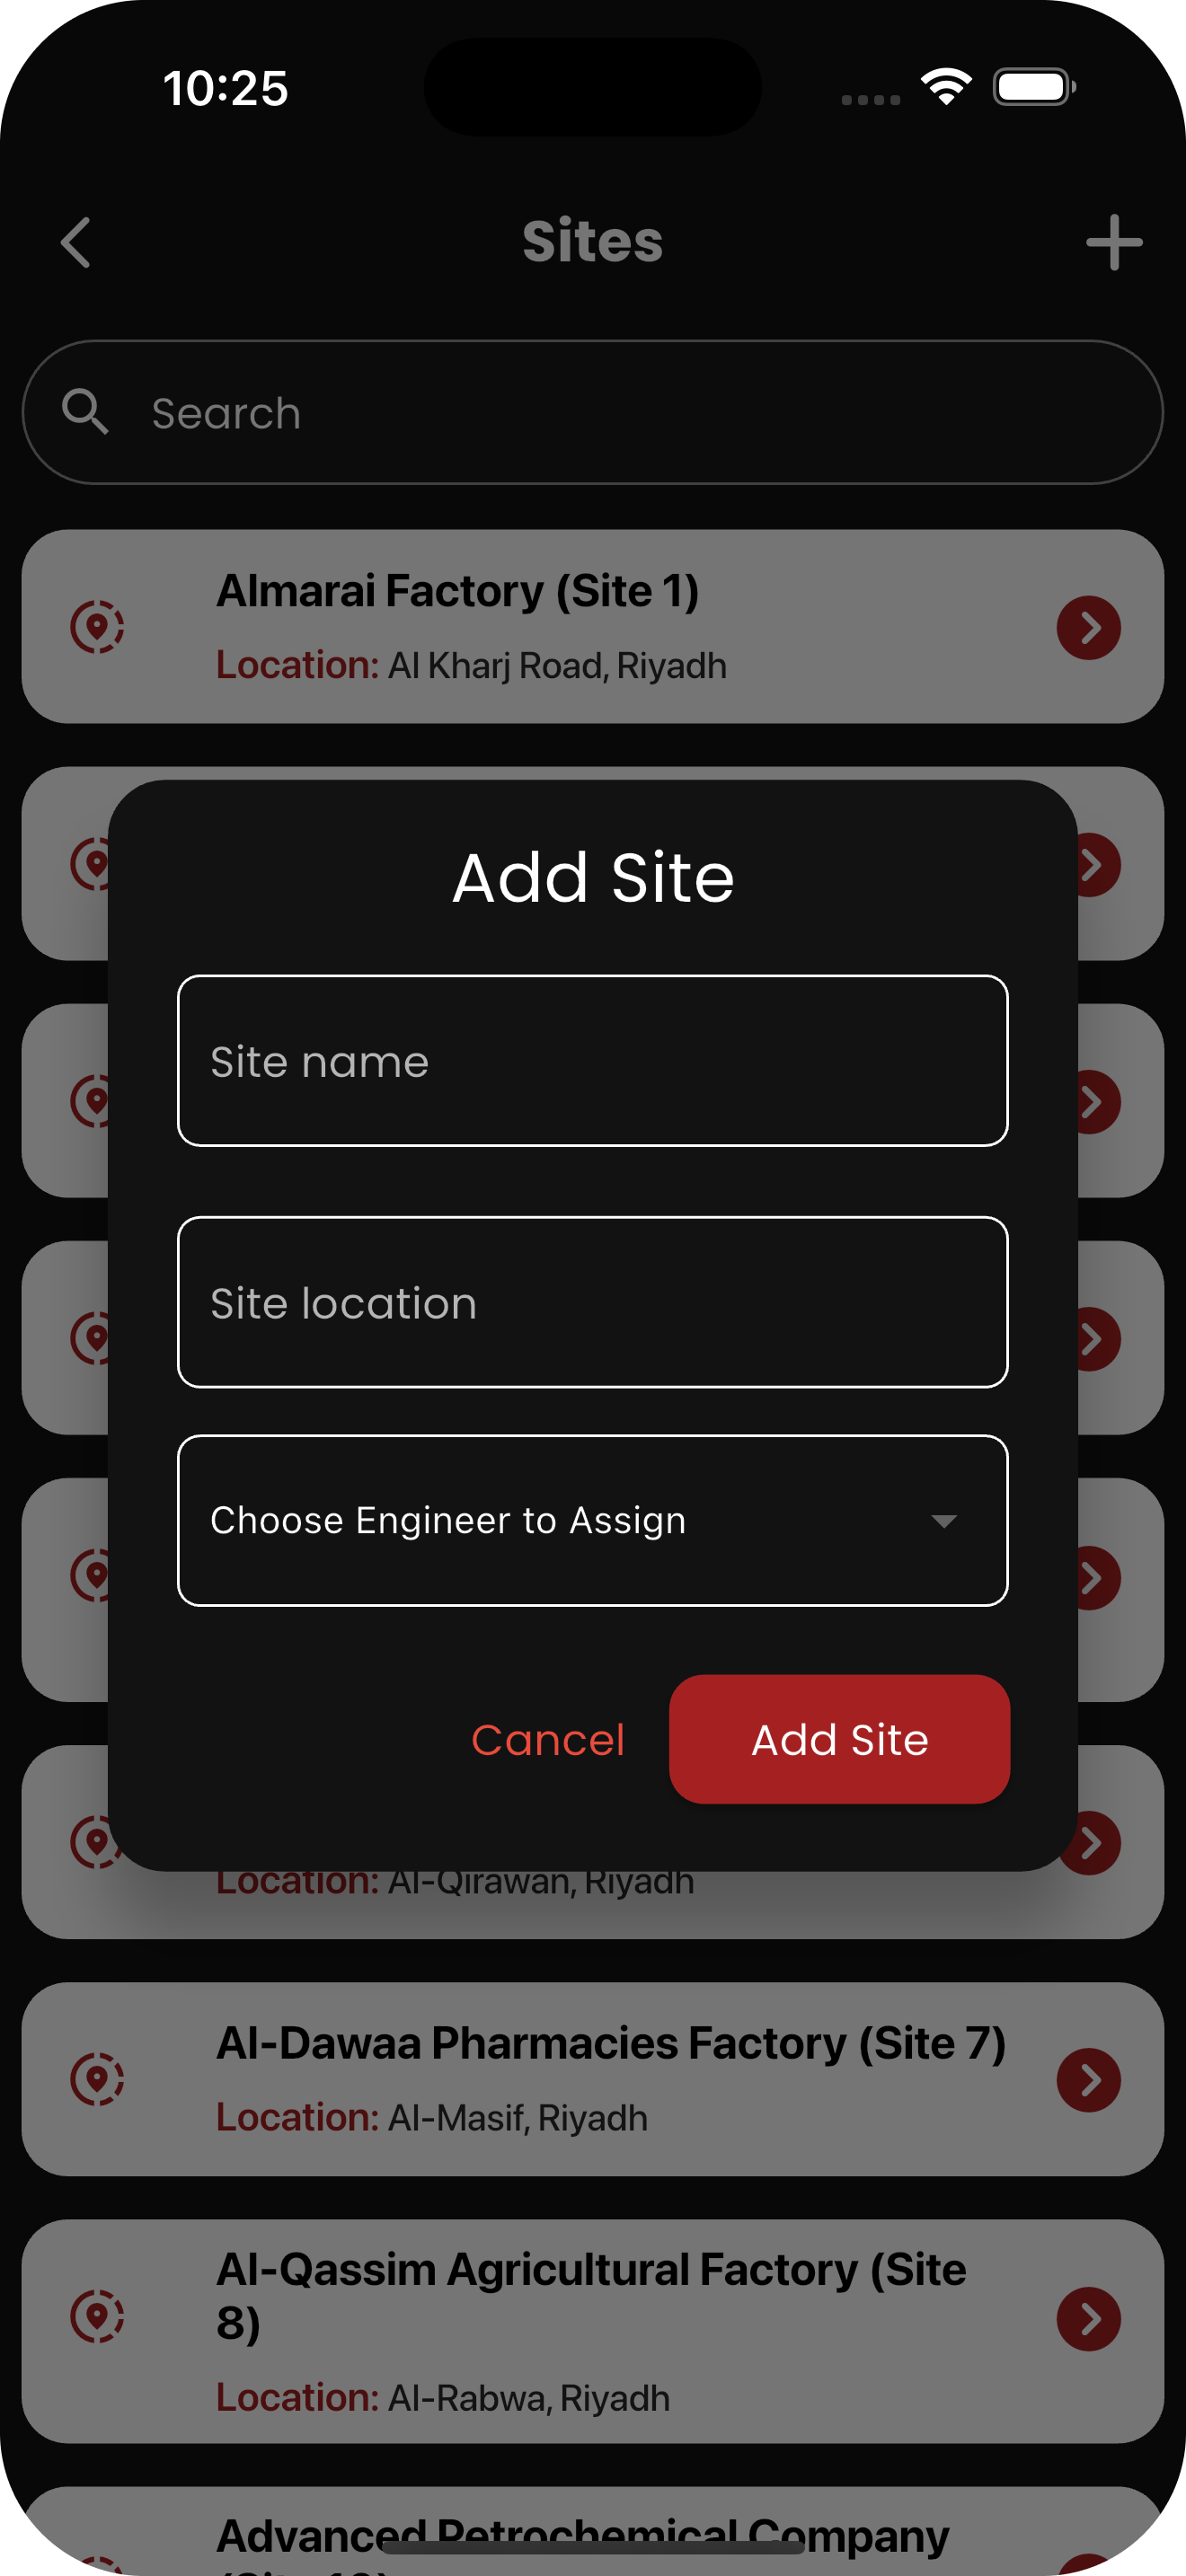 10:25
Sites
Search
Almarai Factory (Site 1)
Location: Al Kharj Road, Riyadh
Add Site
Site name
Site location
Choose Engineer to Assign
Cancel
Add Site
Location: Al-Qirawan, Riyadh
Al-Dawaa Pharmacies Factory (Site 7)
Location: Al-Masif, Riyadh
Al-Qassim Agricultural Factory (Site
8)
Location: Al-Rabwa, Riyadh
Advanced Petrochemical Company